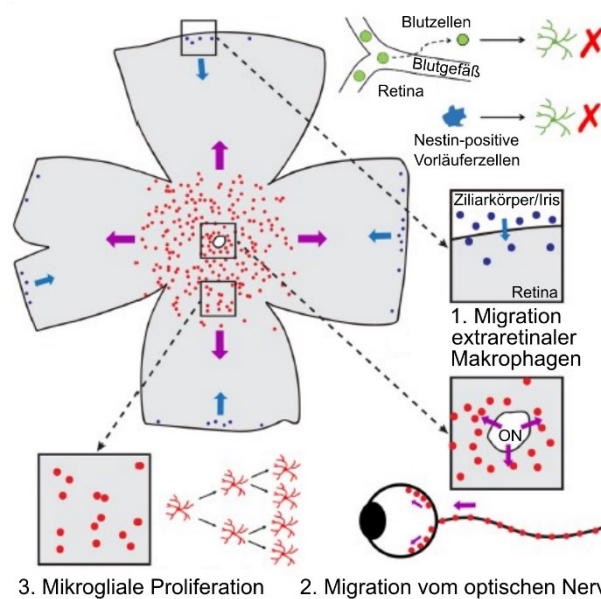 Blutzellen
Blutgefäß
Retina
Nestin-positive
Vorläuferzellen
Ziliarkörper/Iris
Retina
1. Migration
extraretinaler
Makrophagen
ON
3. Mikrogliale Proliferation
2. Migration vom optischen Nerv